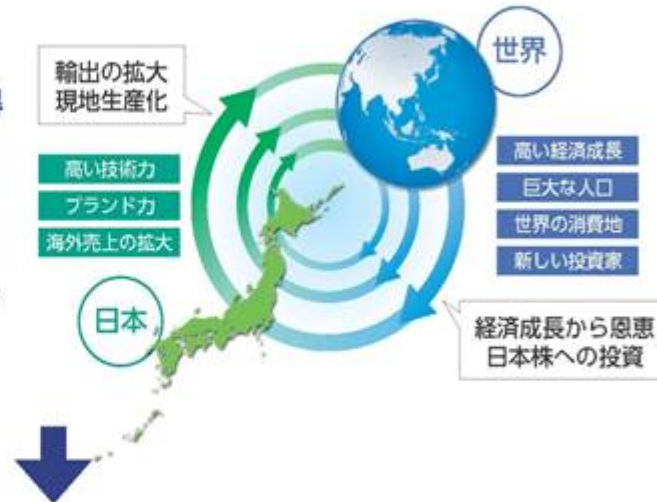 世界
輸出の拡大
現地生産化
高い技術力
ブランド力
海外売上の拡大
日本
高い経済成長
巨大な人口
世界の消費地
新しい投資家
経済成長から恩恵
日本株への投資